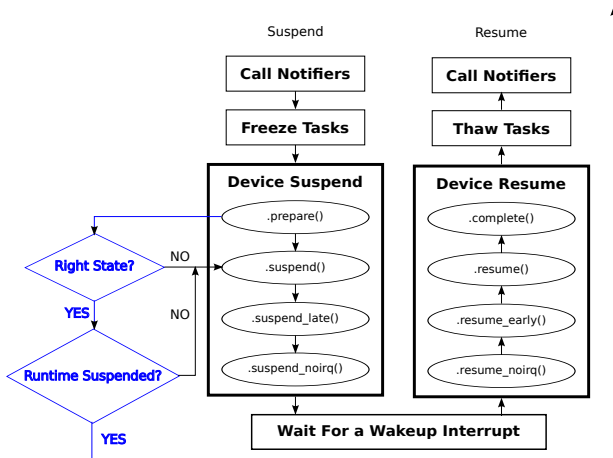 Suspend
Resume
Call Notifiers
Call Notifiers
Freeze Tasks
Thaw Tasks
Device Suspend
Device Resume
.prepare()
.complete()
Right State?
NO
.suspend()
.resume()
YES
NO
.suspend_late()
.resume_early()
Runtime Suspended?
.suspend_noirq()
.resume_noirq()
Wait For a Wakeup Interrupt
YES